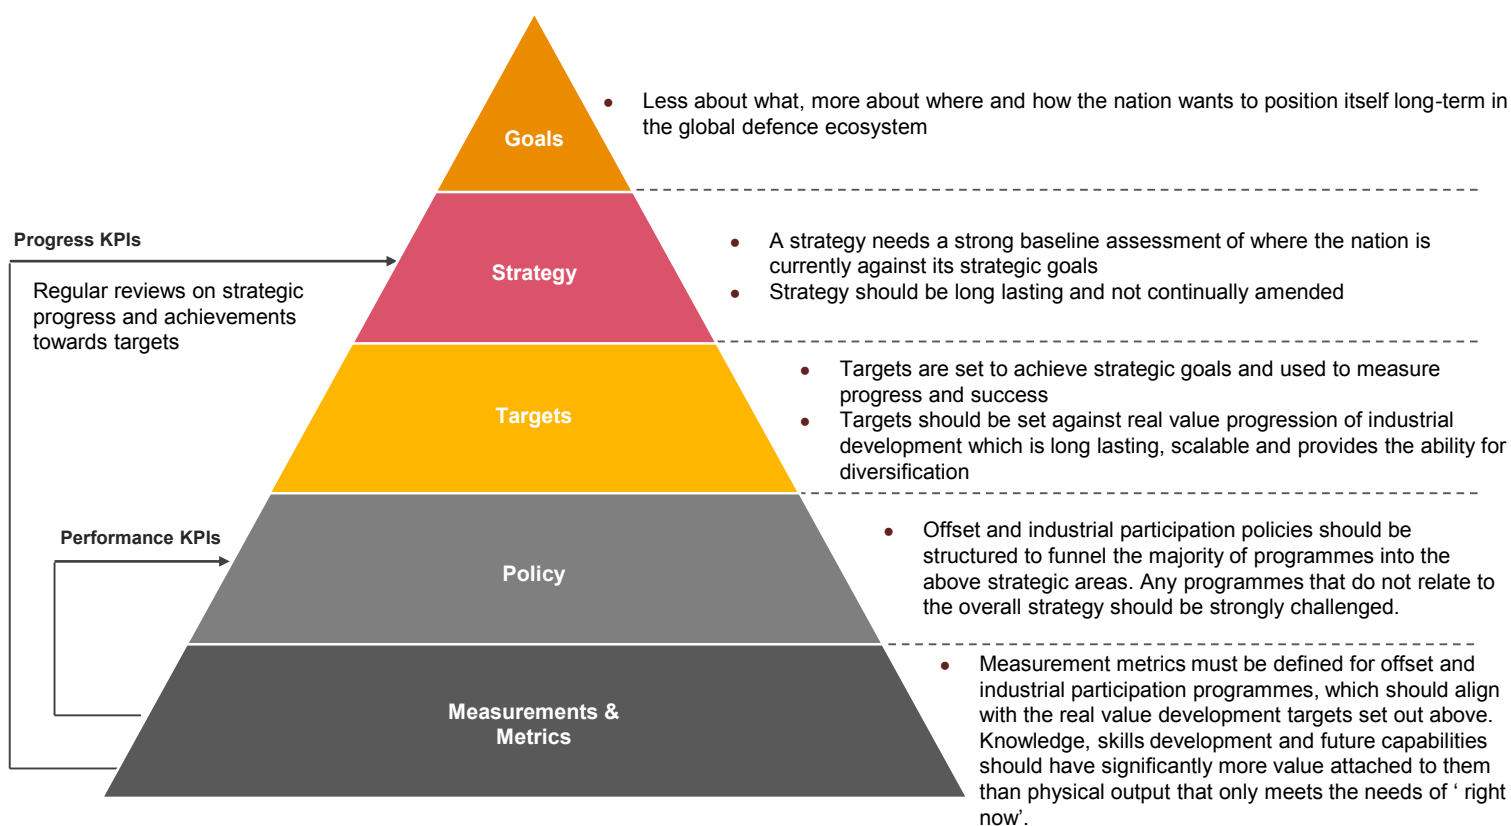 Goals
• Less about what, more about where and how the nation wants to position itself long-term in
the global defence ecosystem
Progress KPIs
Regular reviews on strategic
progress and achievements
towards targets
Strategy
• A strategy needs a strong baseline assessment of where the nation is
currently against its strategic goals
• Strategy should be long lasting and not continually amended
Targets
• Targets are set to achieve strategic goals and used to measure
progress and success
• Targets should be set against real value progression of industrial
development which is long lasting, scalable and provides the ability for
diversification
Performance KPIs
Policy
• Offset and industrial participation policies should be
structured to funnel the majority of programmes into the
above strategic areas. Any programmes that do not relate to
the overall strategy should be strongly challenged.
Measurements &
Metrics
• Measurement metrics must be defined for offset and
industrial participation programmes, which should align
with the real value development targets set out above.
Knowledge, skills development and future capabilities
should have significantly more value attached to them
than physical output that only meets the needs of ‘ right
now’.